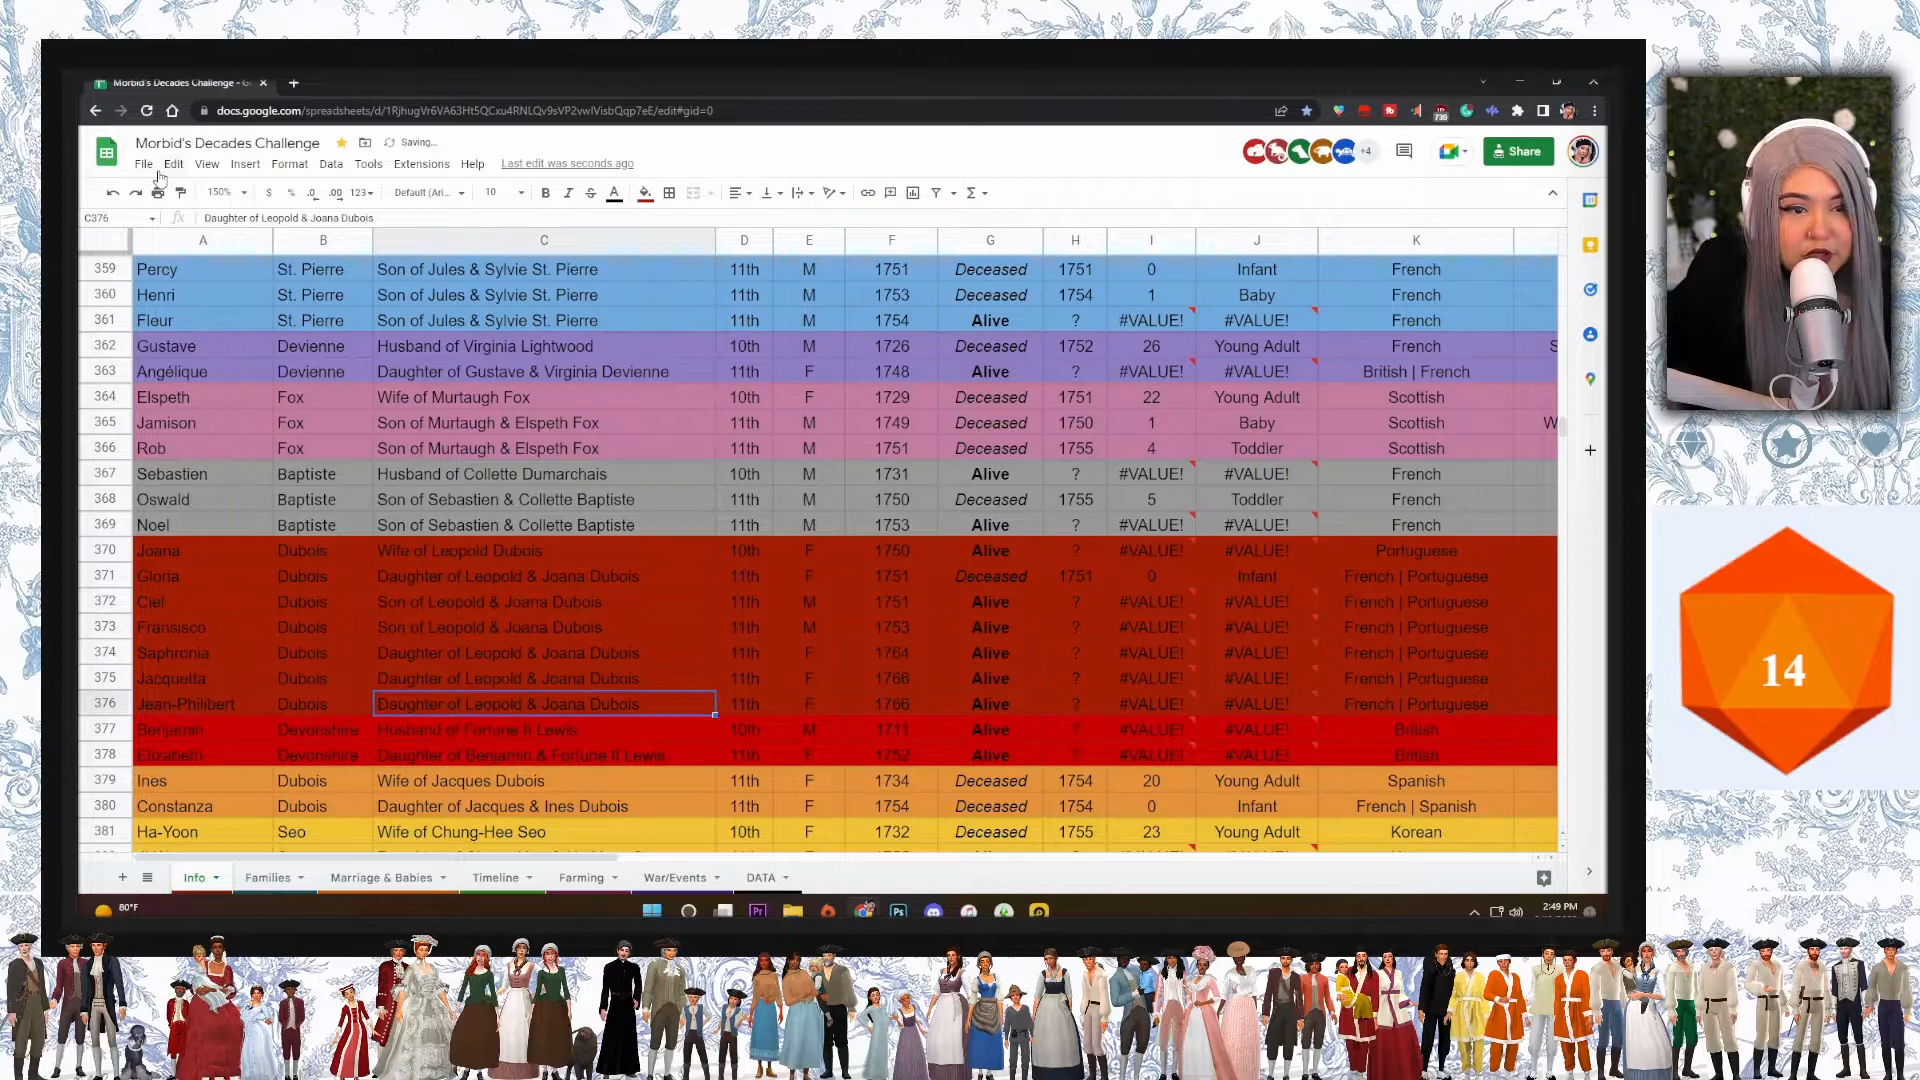 Morbid's Decades Challenge - G
docs.google.com/spreadsheets/d/1RjhugVr6VA63Ht5QCxu4RNLQv9sVP2vwIVisbQqp7eE/edit#gid=0
Morbid's Decades Challenge Saving...
File Edit View Insert Format Data Tools Extensions Help Last edit was seconds ago
+4 Share
150% $ % .0 .00 123 Default (Ari... 10
C376 fx Daughter of Leopold & Joana Dubois
A B C D E F G H I J K
359 Percy St. Pierre Son of Jules & Sylvie St. Pierre 11th M 1751 Deceased 1751 0 Infant French
360 Henri St. Pierre Son of Jules & Sylvie St. Pierre 11th M 1753 Deceased 1754 1 Baby French
361 Fleur St. Pierre Son of Jules & Sylvie St. Pierre 11th M 1754 Alive ? #VALUE! #VALUE! French
362 Gustave Devienne Husband of Virginia Lightwood 10th M 1726 Deceased 1752 26 Young Adult French S
363 Angélique Devienne Daughter of Gustave & Virginia Devienne 11th F 1748 Alive ? #VALUE! #VALUE! British | French
364 Elspeth Fox Wife of Murtaugh Fox 10th F 1729 Deceased 1751 22 Young Adult Scottish
365 Jamison Fox Son of Murtaugh & Elspeth Fox 11th M 1749 Deceased 1750 1 Baby Scottish W
366 Rob Fox Son of Murtaugh & Elspeth Fox 11th M 1751 Deceased 1755 4 Toddler Scottish
367 Sebastien Baptiste Husband of Collette Dumarchais 10th M 1731 Alive ? #VALUE! #VALUE! French
368 Oswald Baptiste Son of Sebastien & Collette Baptiste 11th M 1750 Deceased 1755 5 Toddler French
369 Noel Baptiste Son of Sebastien & Collette Baptiste 11th M 1753 Alive ? #VALUE! #VALUE! French
370 Joana Dubois Wife of Leopold Dubois 10th F 1750 Alive ? #VALUE! #VALUE! Portuguese
371 Gloria Dubois Daughter of Leopold & Joana Dubois 11th F 1751 Deceased 1751 0 Infant French | Portuguese
372 Ciel Dubois Son of Leopold & Joana Dubois 11th M 1751 Alive ? #VALUE! #VALUE! French | Portuguese
373 Fransisco Dubois Son of Leopold & Joana Dubois 11th M 1753 Alive ? #VALUE! #VALUE! French | Portuguese
374 Saphronia Dubois Daughter of Leopold & Joana Dubois 11th F 1764 Alive ? #VALUE! #VALUE! French | Portuguese
375 Jacquetta Dubois Daughter of Leopold & Joana Dubois 11th F 1766 Alive ? #VALUE! #VALUE! French | Portuguese
376 Jean-Philibert Dubois Daughter of Leopold & Joana Dubois 11th F 1766 Alive ? #VALUE! #VALUE! French | Portuguese
377 Benjamin Devonshire Husband of Fortune II Lewis 10th M 1711 Alive ? #VALUE! #VALUE! British
378 Elizabeth Devonshire Daughter of Benjamin & Fortune II Lewis 11th F 1752 Alive ? #VALUE! #VALUE! British
379 Ines Dubois Wife of Jacques Dubois 11th F 1734 Deceased 1754 20 Young Adult Spanish
380 Constanza Dubois Daughter of Jacques & Ines Dubois 11th F 1754 Deceased 1754 0 Infant French | Spanish
381 Ha-Yoon Seo Wife of Chung-Hee Seo 10th F 1732 Deceased 1755 23 Young Adult Korean
Info Families Marriage & Babies Timeline Farming War/Events DATA
80°F
2:49 PM
14